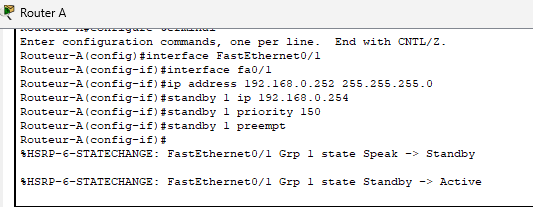 Router A
Enter configuration commands, one per line.  End with CNTL/Z.
Routeur-A(config)#interface FastEthernet0/1
Routeur-A(config-if)#interface fa0/1
Routeur-A(config-if)#ip address 192.168.0.252 255.255.255.0
Routeur-A(config-if)#standby 1 ip 192.168.0.254
Routeur-A(config-if)#standby 1 priority 150
Routeur-A(config-if)#standby 1 preempt
Routeur-A(config-if)#
%HSRP-6-STATECHANGE: FastEthernet0/1 Grp 1 state Speak -> Standby
%HSRP-6-STATECHANGE: FastEthernet0/1 Grp 1 state Standby -> Active